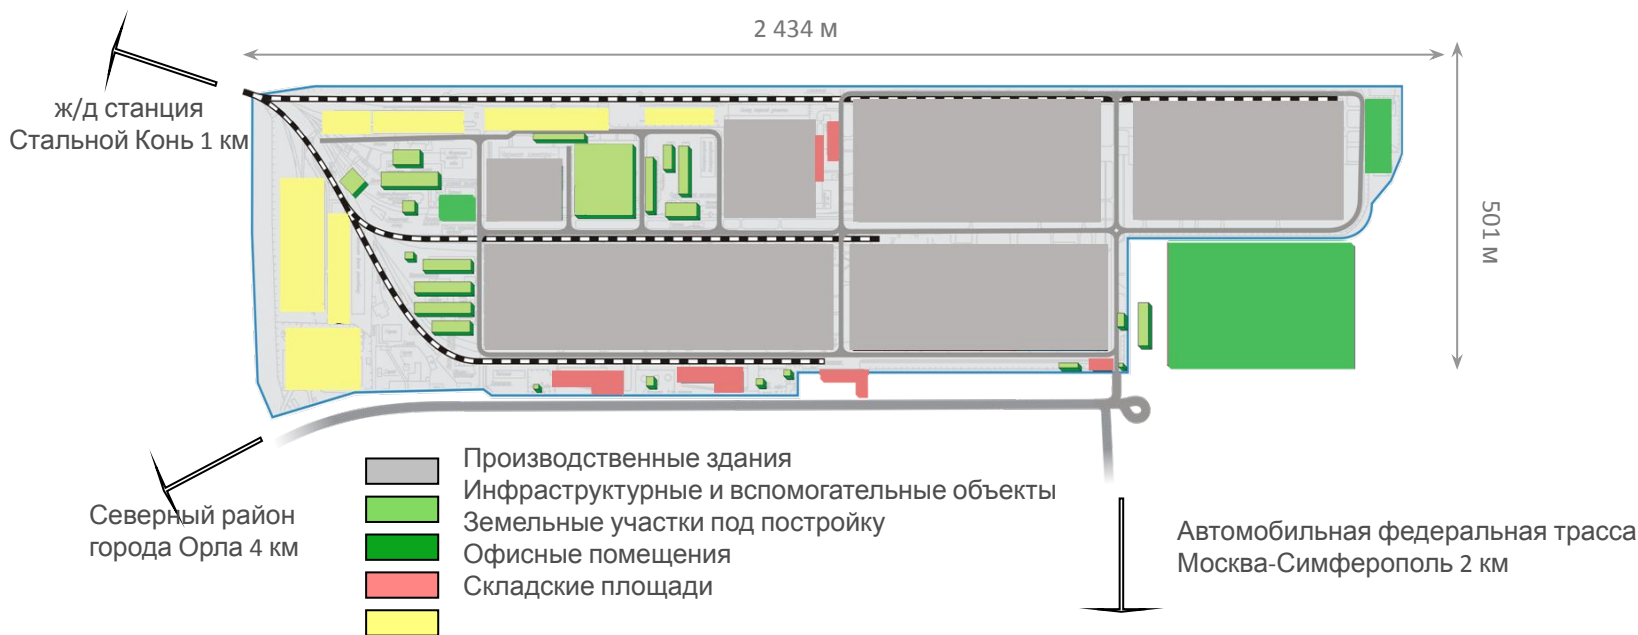 2 434 м
ж/д станция
Стальной Конь 1 км
501 м
Производственные здания
Инфраструктурные и вспомогательные объекты
Земельные участки под постройку
Офисные помещения
Складские площади
Северный район
города Орла 4 км
Автомобильная федеральная трасса
Москва-Симферополь 2 км